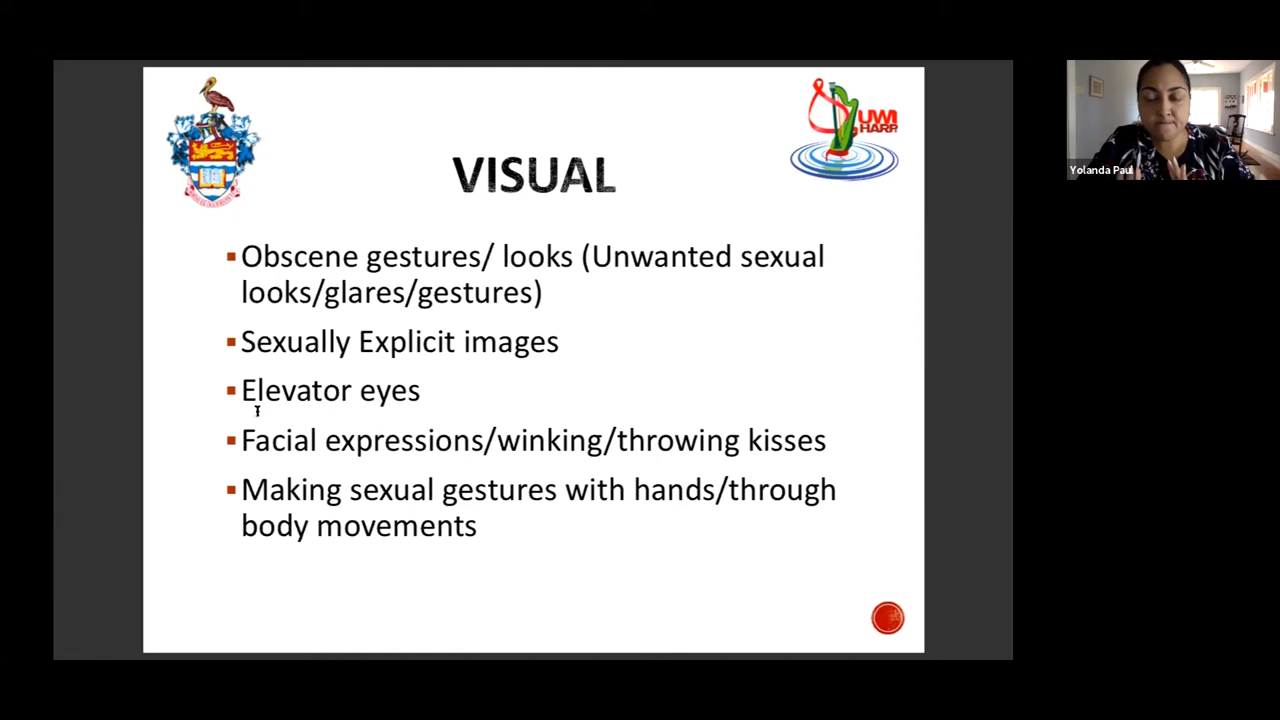 UWI
HARP
VISUAL
▪Obscene gestures/ looks (Unwanted sexual
looks/glares/gestures)
▪Sexually Explicit images
▪Elevator eyes
▪Facial expressions/winking/throwing kisses
▪Making sexual gestures with hands/through
body movements
Yolanda Paul